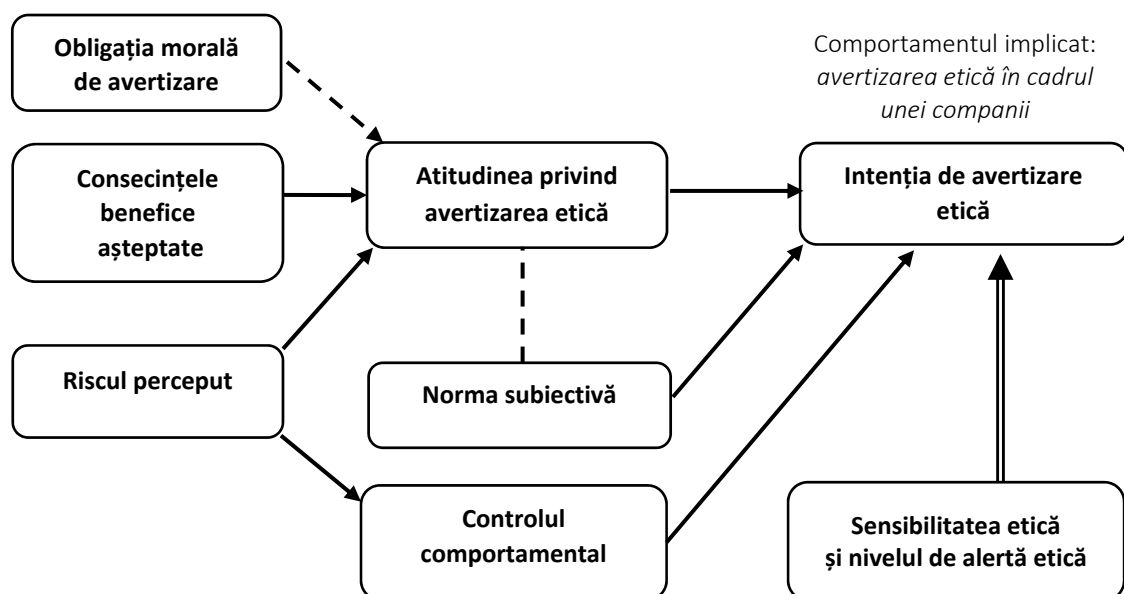 Obligația morală
de avertizare
Comportamentul implicat:
avertizarea etică în cadrul
unei companii
Consecințele
benefice
așteptate
Atitudinea privind
avertizarea etică
Intenția de avertizare
etică
Riscul perceput
Norma subiectivă
Controlul
comportamental
Sensibilitatea etică
și nivelul de alertă etică